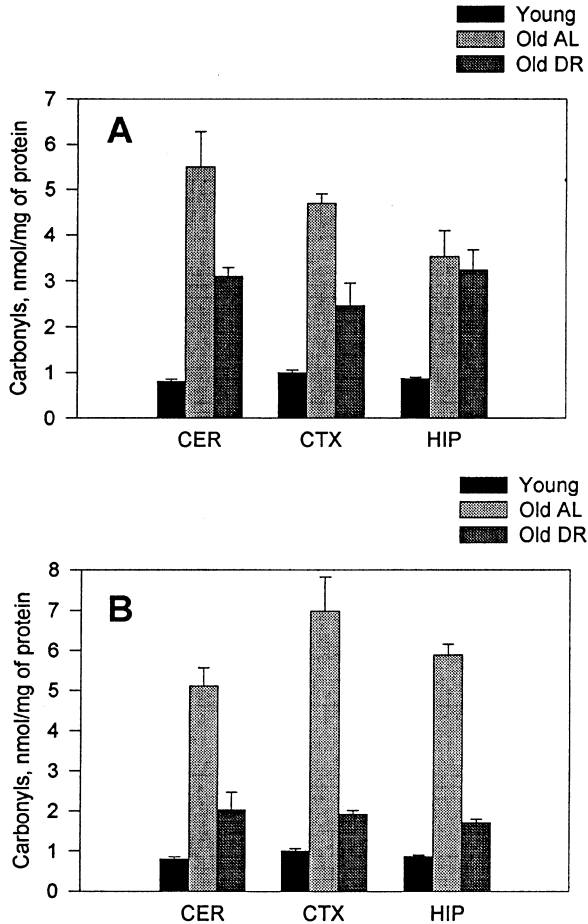 Young
Old AL
Old DR
7
6
5
4
3
2
1
0
A
Carbonyls, nmol/mg of protein
CER CTX HIP
Young
Old AL
Old DR
8
7
6
5
4
3
2
1
0
B
Carbonyls, nmol/mg of protein
CER CTX HIP